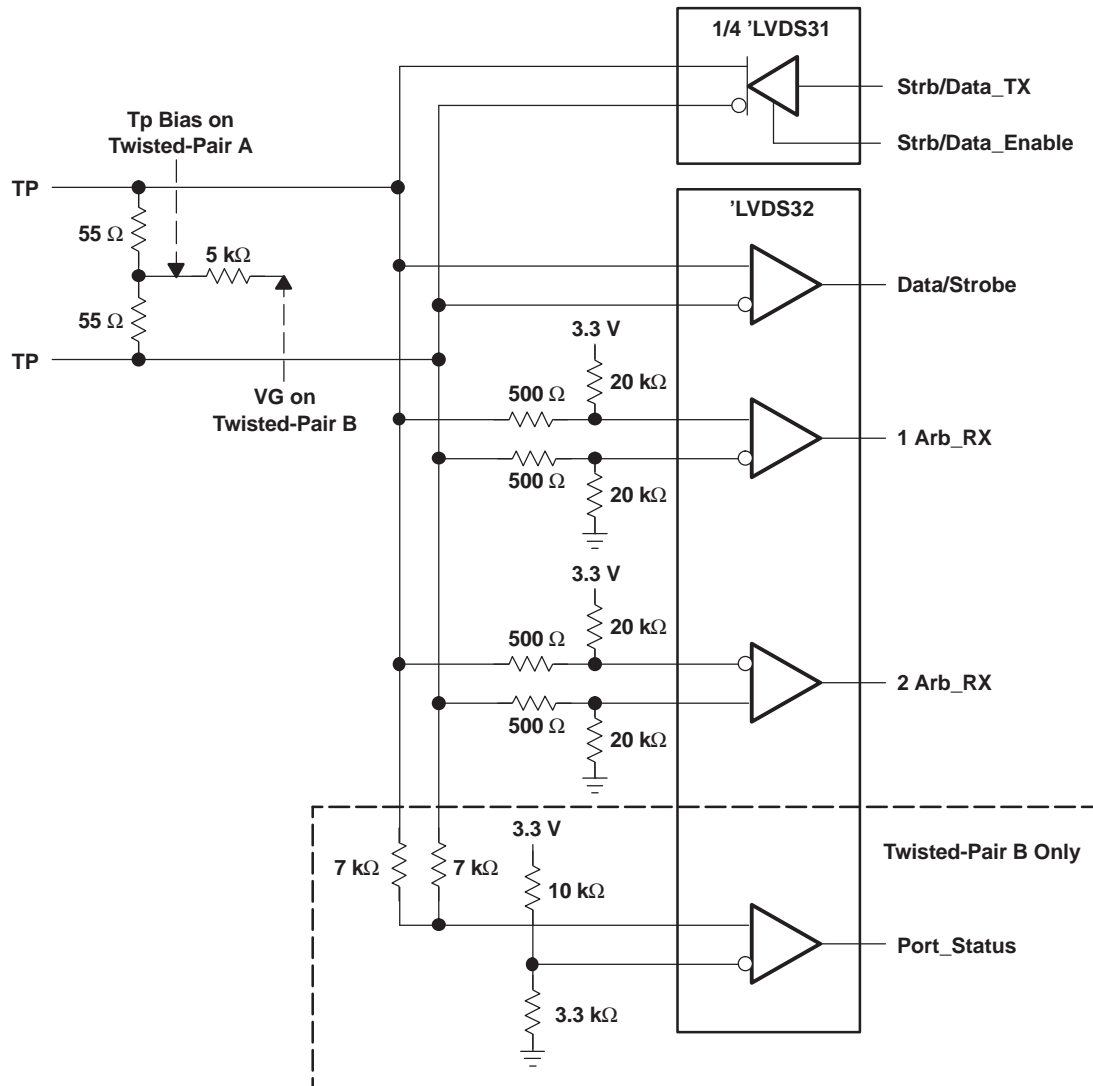 1/4 ’LVDS31
Strb/Data_TX
Strb/Data_Enable
Tp Bias on
Twisted-Pair A
TP
’LVDS32
55 Ω
5 kΩ
Data/Strobe
55 Ω
3.3 V
TP
20 kΩ
500 Ω
VG on
Twisted-Pair B
1 Arb_RX
500 Ω
20 kΩ
3.3 V
20 kΩ
500 Ω
2 Arb_RX
500 Ω
20 kΩ
3.3 V
Twisted-Pair B Only
7 kΩ
7 kΩ
10 kΩ
Port_Status
3.3 kΩ